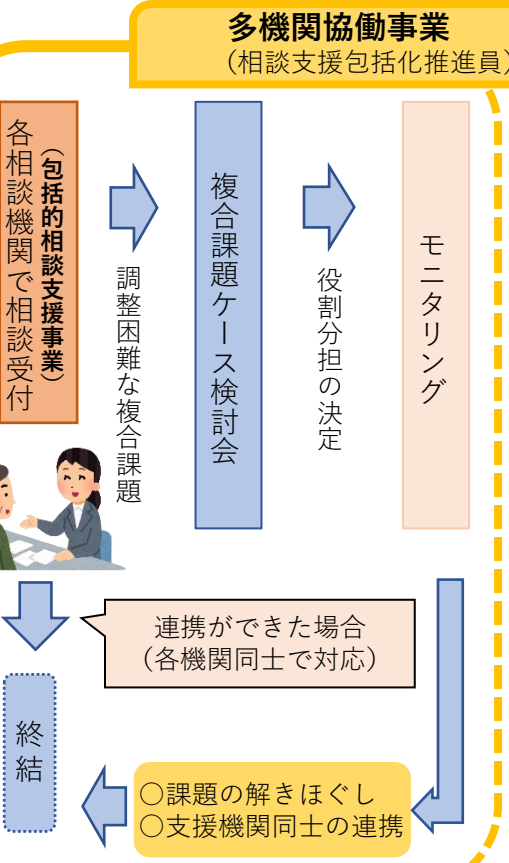 多機関協働事業
（相談支援包括化推進員）
各相談機関で相談受付
（包括的相談支援事業）
調整困難な複合課題
複合課題ケース検討会
役割分担の決定
モニタリング
連携ができた場合
（各機関同士で対応）
終結
○課題の解きほぐし
○支援機関同士の連携